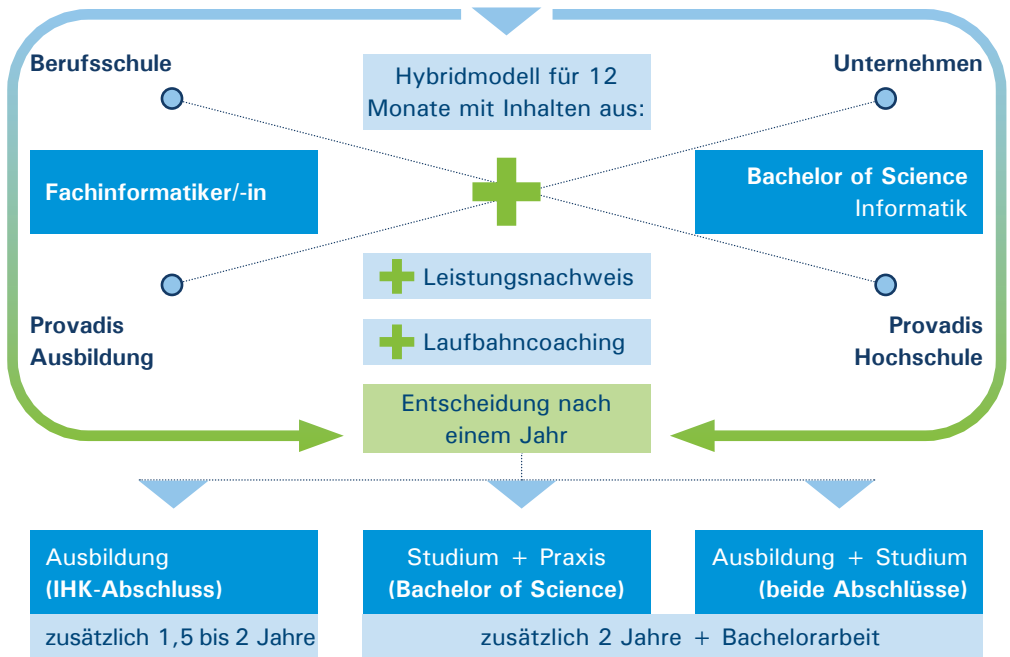 Berufsschule
Hybridmodell für 12
Monate mit Inhalten aus:
Unternehmen
Fachinformatiker/-in
Bachelor of Science
Informatik
Leistungsnachweis
Laufbahncoaching
Provadis
Ausbildung
Provadis
Hochschule
Entscheidung nach
einem Jahr
Ausbildung
(IHK-Abschluss)
Studium + Praxis
(Bachelor of Science)
Ausbildung + Studium
(beide Abschlüsse)
zusätzlich 1,5 bis 2 Jahre
zusätzlich 2 Jahre + Bachelorarbeit